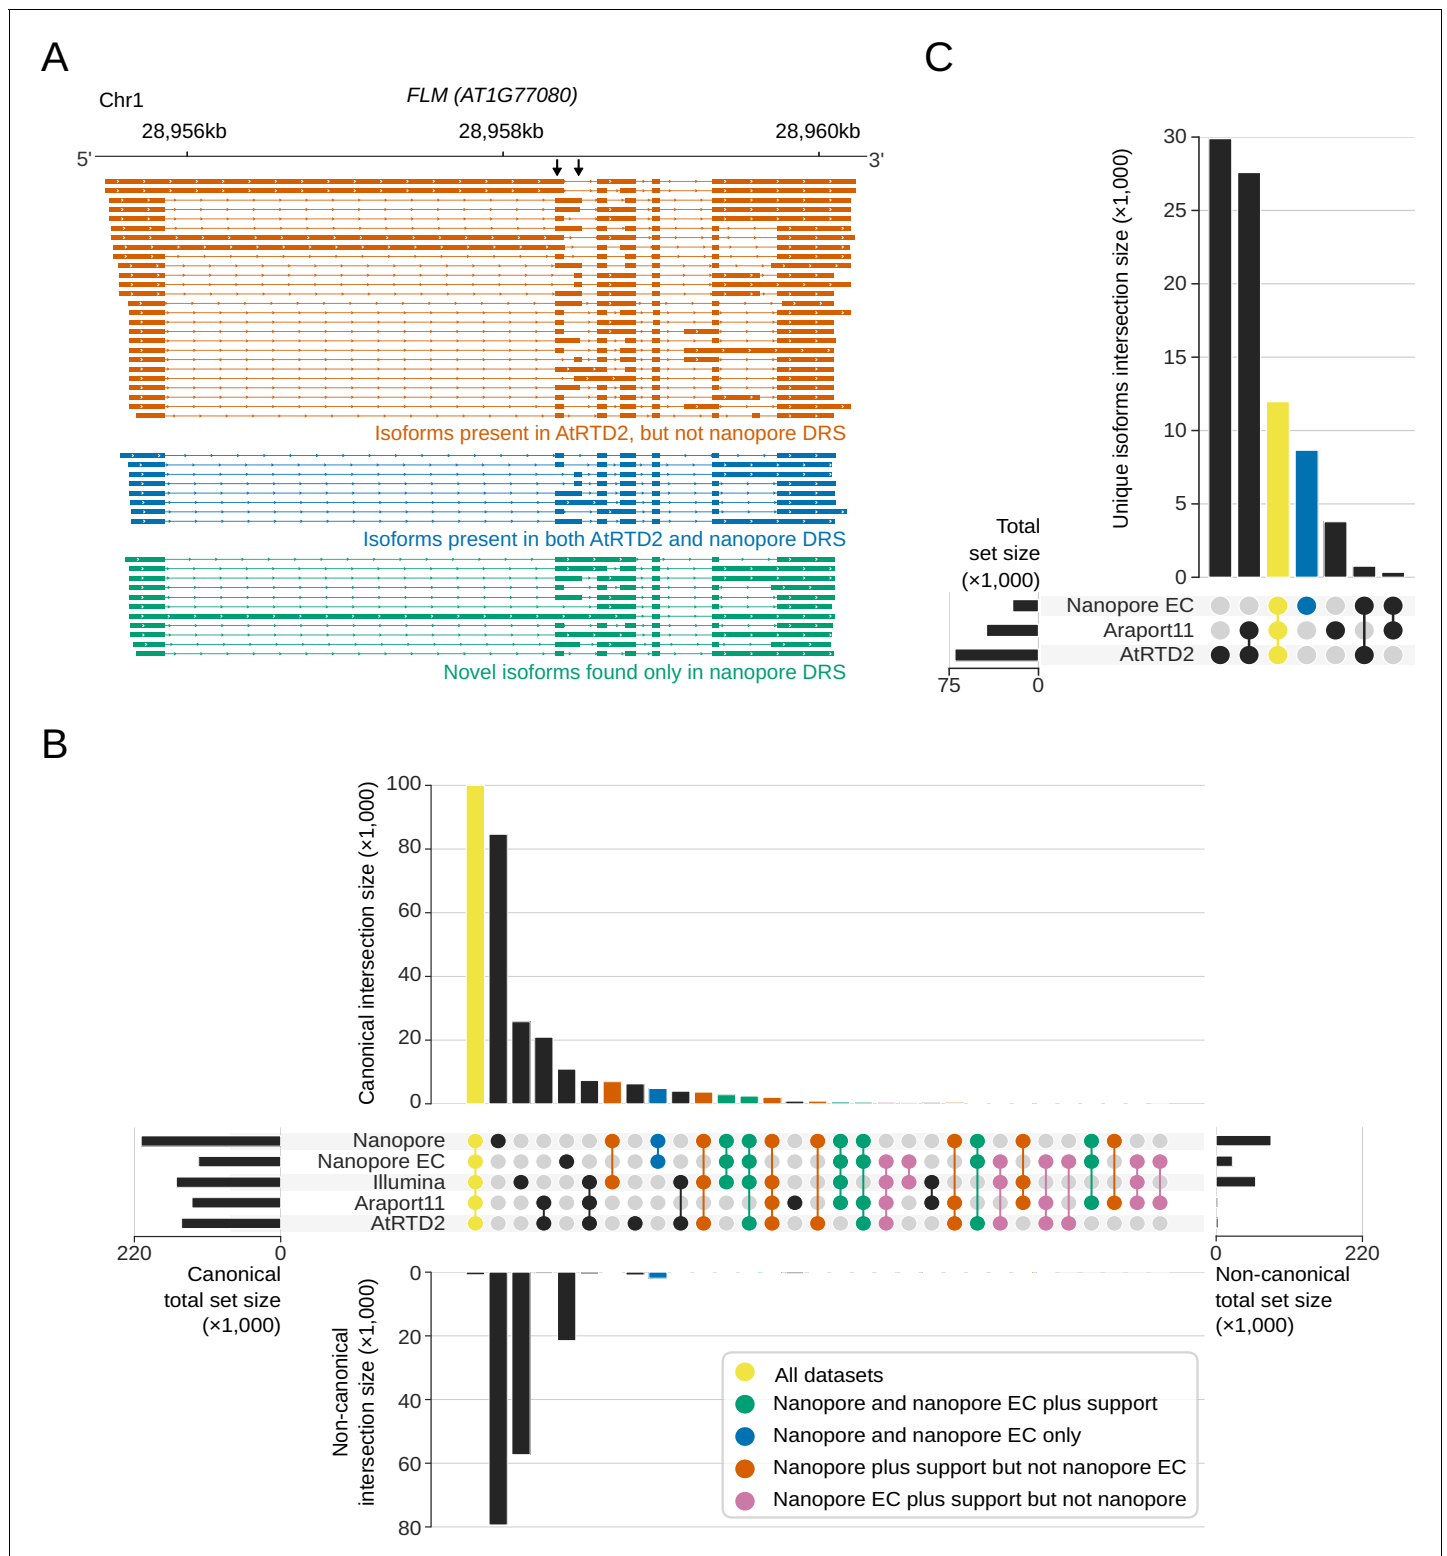 A
Chr1
FLM (AT1G77080)
28,956kb
28,958kb
28,960kb
5'
3'
Isoforms present in AtRTD2, but not nanopore DRS
Isoforms present in both AtRTD2 and nanopore DRS
Novel isoforms found only in nanopore DRS
C
Unique isoforms intersection size (×1,000)
30
25
20
15
10
5
0
Total
set size
(×1,000)
Nanopore EC
Araport11
AtRTD2
75
0
B
Canonical intersection size (×1,000)
100
80
60
40
20
0
Nanopore
Nanopore EC
Illumina
Araport11
AtRTD2
220
0
Canonical
total set size
(×1,000)
0
220
Non-canonical
total set size
(×1,000)
Non-canonical
intersection size (×1,000)
0
20
40
60
80
All datasets
Nanopore and nanopore EC plus support
Nanopore and nanopore EC only
Nanopore plus support but not nanopore EC
Nanopore EC plus support but not nanopore